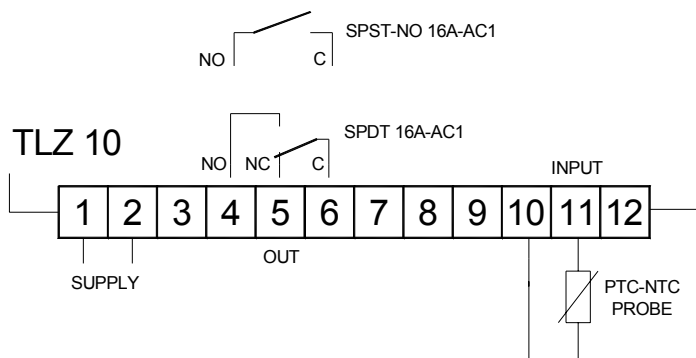 SPST-NO 16A-AC1
NO C
SPDT 16A-AC1
TLZ 10
NO NC C
INPUT
1 2 3 4 5 6 7 8 9 10 11 12
OUT
SUPPLY
PTC-NTC
PROBE